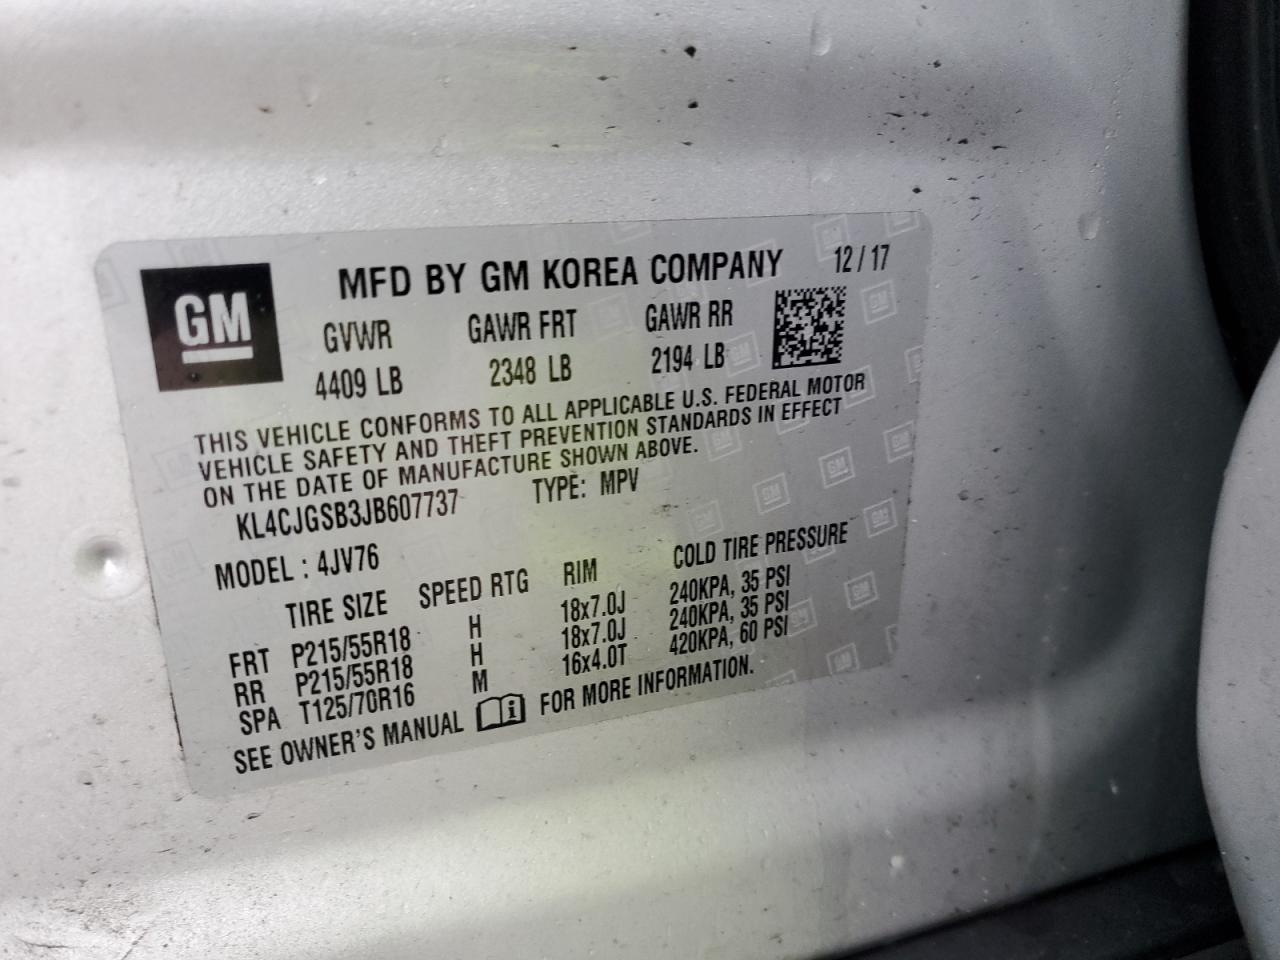 GM
MFD BY GM KOREA COMPANY 12/17
GVWR GAWR FRT GAWR RR
4409 LB 2348 LB 2194 LB
THIS VEHICLE CONFORMS TO ALL APPLICABLE U.S. FEDERAL MOTOR
VEHICLE SAFETY AND THEFT PREVENTION STANDARDS IN EFFECT
ON THE DATE OF MANUFACTURE SHOWN ABOVE.
KL4CJGSB3JB607737 TYPE: MPV
MODEL : 4JV76
TIRE SIZE SPEED RTG RIM COLD TIRE PRESSURE
FRT P215/55R18 H 18x7.0J 240KPA, 35 PSI
RR P215/55R18 H 18x7.0J 240KPA, 35 PSI
SPA T125/70R16 M 16x4.0T 420KPA, 60 PSI
SEE OWNER'S MANUAL i FOR MORE INFORMATION.